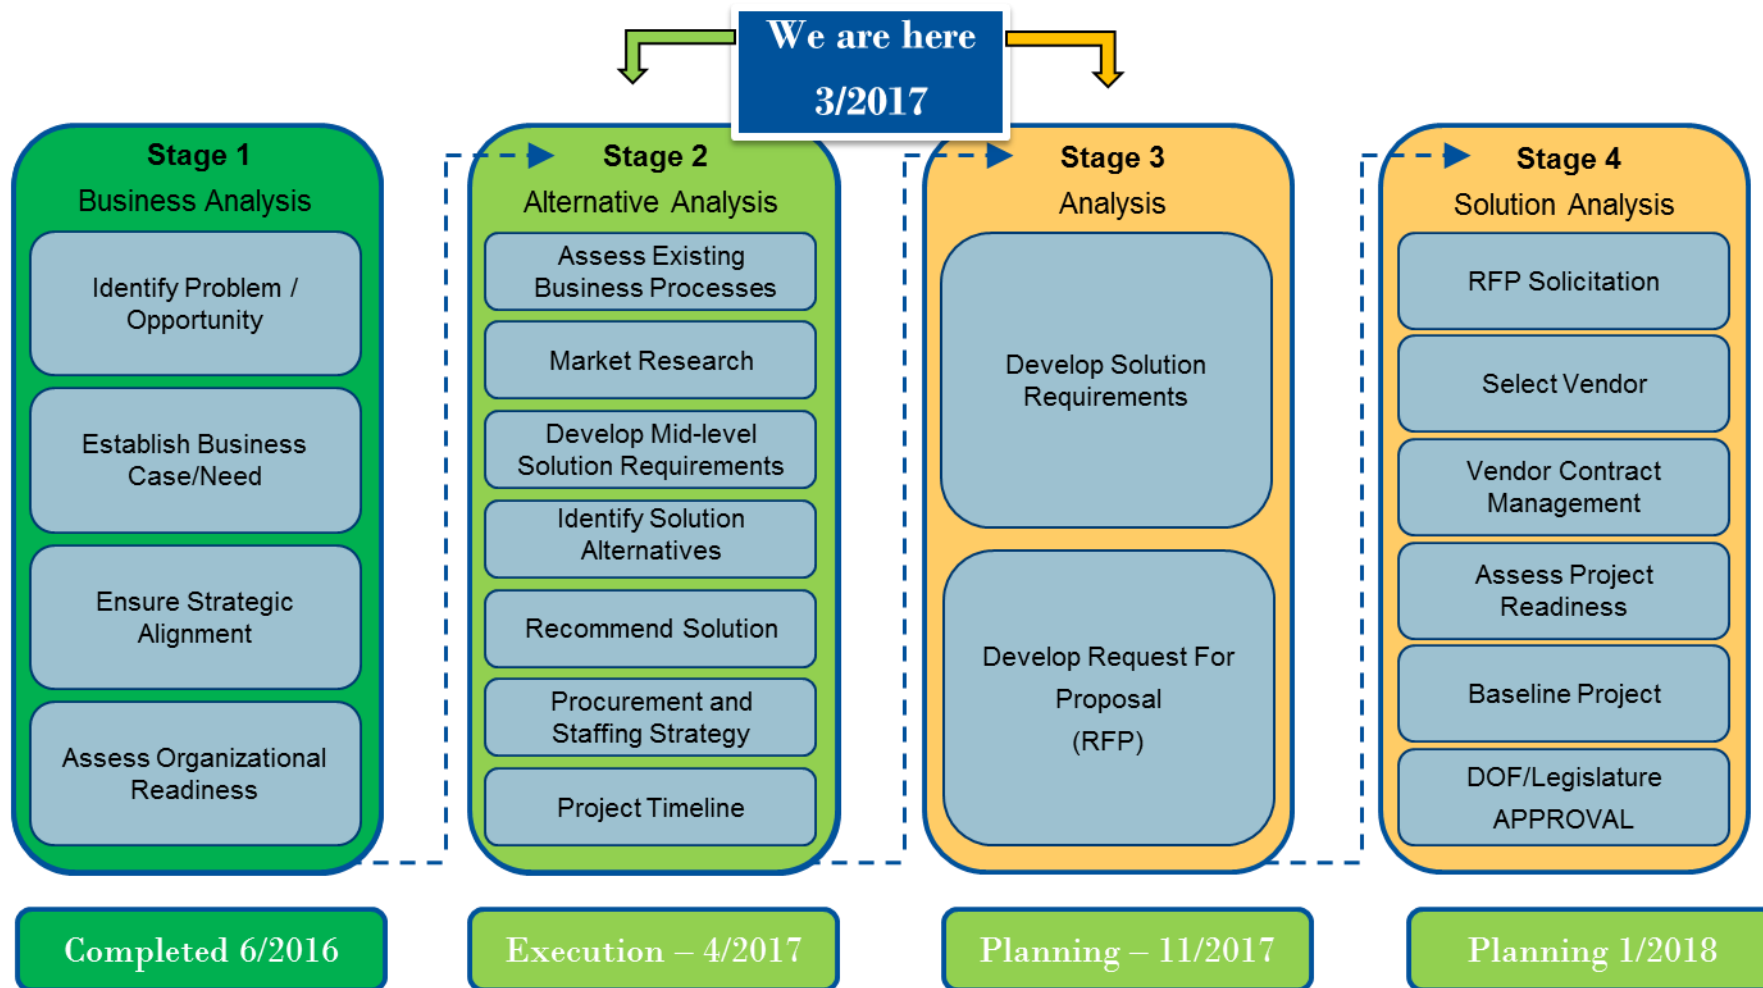 We are here
3/2017
Stage 1
Business Analysis
Identify Problem /
Opportunity
Establish Business
Case/Need
Ensure Strategic
Alignment
Assess Organizational
Readiness
Completed 6/2016
Stage 2
Alternative Analysis
Assess Existing
Business Processes
Market Research
Develop Mid-level
Solution Requirements
Identify Solution
Alternatives
Recommend Solution
Procurement and
Staffing Strategy
Project Timeline
Execution – 4/2017
Stage 3
Analysis
Develop Solution
Requirements
Develop Request For
Proposal
(RFP)
Planning – 11/2017
Stage 4
Solution Analysis
RFP Solicitation
Select Vendor
Vendor Contract
Management
Assess Project
Readiness
Baseline Project
DOF/Legislature
APPROVAL
Planning 1/2018